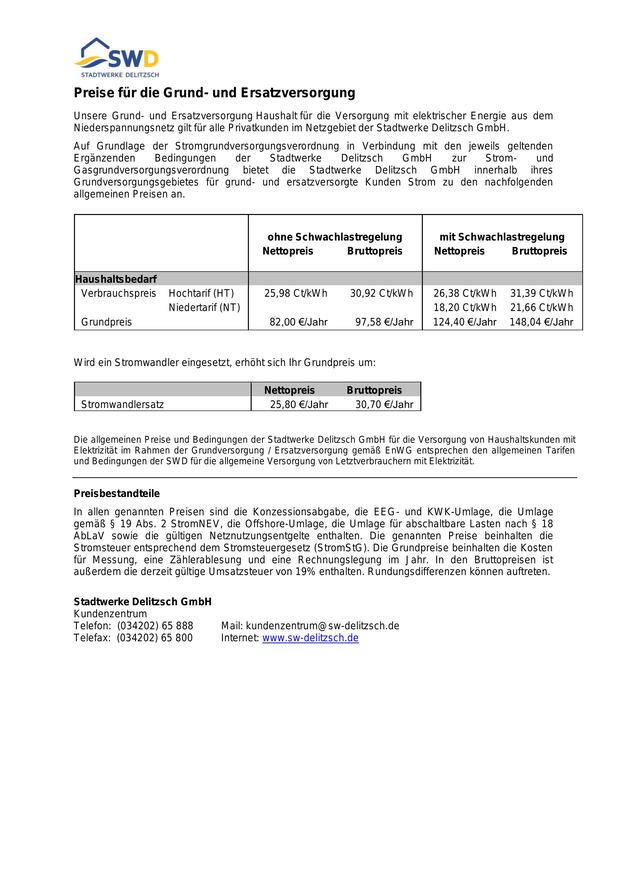 SWD
STADTWERKE DELITZSCH
Preise für die Grund- und Ersatzversorgung
Unsere Grund- und Ersatzversorgung Haushalt für die Versorgung mit elektrischer Energie aus dem
Niederspannungsnetz gilt für alle Privatkunden im Netzgebiet der Stadtwerke Delitzsch GmbH.
Auf Grundlage der Stromgrundversorgungsverordnung in Verbindung mit den jeweils geltenden
Ergänzenden Bedingungen der Stadtwerke Delitzsch GmbH zur Strom- und
Gasgrundversorgungsverordnung bietet die Stadtwerke Delitzsch GmbH innerhalb ihres
Grundversorgungsgebietes für grund- und ersatzversorgte Kunden Strom zu den nachfolgenden
allgemeinen Preisen an.
ohne Schwachlastregelung mit Schwachlastregelung
Nettopreis Bruttopreis Nettopreis Bruttopreis
Haushaltsbedarf
Verbrauchspreis Hochtarif (HT) 25,98 Ct/kWh 30,92 Ct/kWh 26,38 Ct/kWh 31,39 Ct/kWh
Niedertarif (NT) 18,20 Ct/kWh 21,66 Ct/kWh
Grundpreis 82,00 €/Jahr 97,58 €/Jahr 124,40 €/Jahr 148,04 €/Jahr
Wird ein Stromwandler eingesetzt, erhöht sich Ihr Grundpreis um:
Nettopreis Bruttopreis
Stromwandlersatz 25,80 €/Jahr 30,70 €/Jahr
Die allgemeinen Preise und Bedingungen der Stadtwerke Delitzsch GmbH für die Versorgung von Haushaltskunden mit
Elektrizität im Rahmen der Grundversorgung / Ersatzversorgung gemäß EnWG entsprechen den allgemeinen Tarifen
und Bedingungen der SWD für die allgemeine Versorgung von Letztverbrauchern mit Elektrizität.
Preisbestandteile
In allen genannten Preisen sind die Konzessionsabgabe, die EEG- und KWK-Umlage, die Umlage
gemäß § 19 Abs. 2 StromNEV, die Offshore-Umlage, die Umlage für abschaltbare Lasten nach § 18
AbLaV sowie die gültigen Netznutzungsentgelte enthalten. Die genannten Preise beinhalten die
Stromsteuer entsprechend dem Stromsteuergesetz (StromStG). Die Grundpreise beinhalten die Kosten
für Messung, eine Zählerablesung und eine Rechnungslegung im Jahr. In den Bruttopreisen ist
außerdem die derzeit gültige Umsatzsteuer von 19% enthalten. Rundungsdifferenzen können auftreten.
Stadtwerke Delitzsch GmbH
Kundenzentrum
Telefon: (034202) 65 888 Mail: kundenzentrum@sw-delitzsch.de
Telefax: (034202) 65 800 Internet: www.sw-delitzsch.de